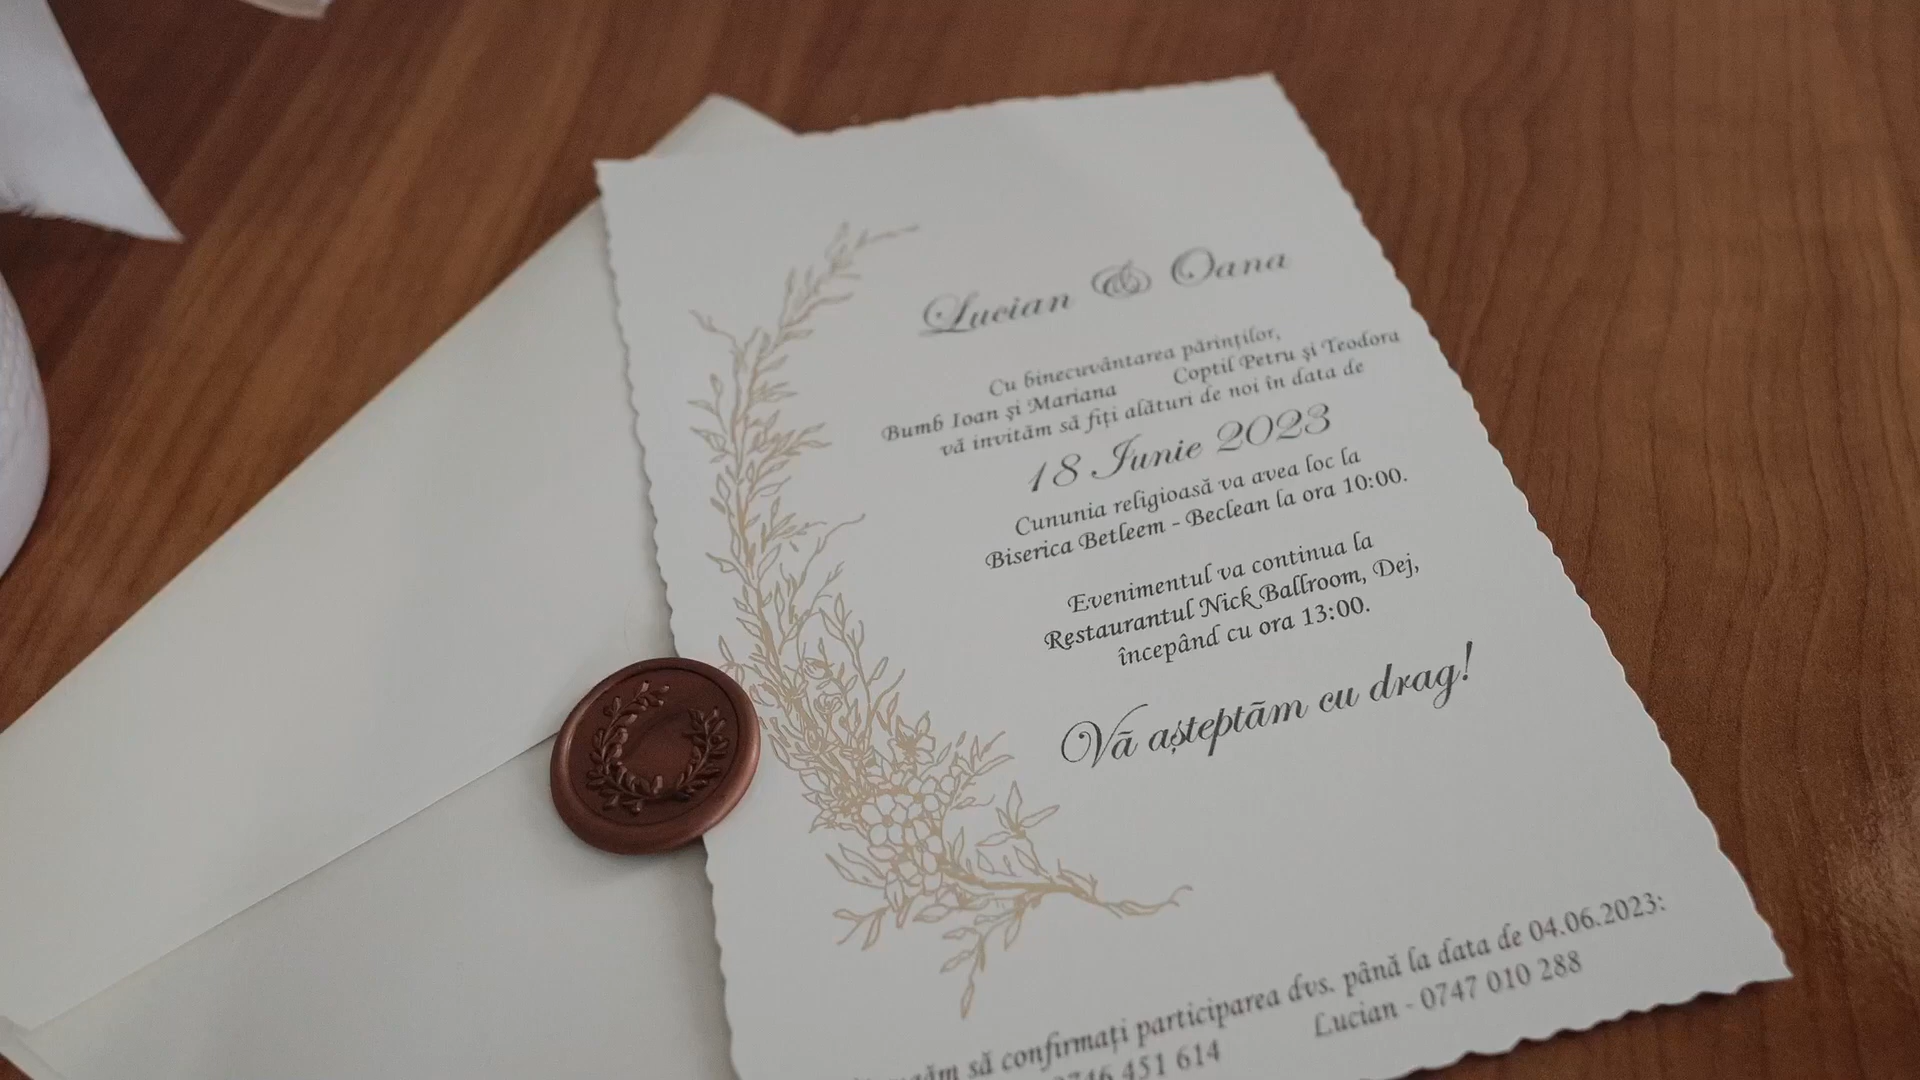 Lucian & Oana
Cu binecuvântarea părinților,
Bumb Ioan și Mariana Coptil Petru și Teodora
vă invităm să fiți alături de noi în data de
18 Iunie 2023
Cununia religioasă va avea loc la
Biserica Betleem - Beclean la ora 10:00.
Evenimentul va continua la
Restaurantul Nick Ballroom, Dej,
începând cu ora 13:00.
Vă așteptăm cu drag!
să confirmați participarea dvs. până la data de 04.06.2023:
0746 451 614 Lucian - 0747 010 288